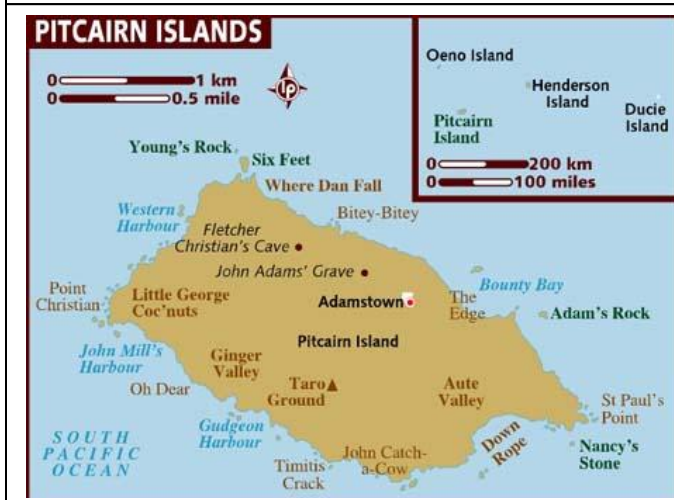 PITCAIRN ISLANDS
0 1 km
0 0.5 mile
lp
Oeno Island
Henderson
Island
Ducie
Island
Pitcairn
Island
0 200 km
0 100 miles
Young's Rock
Six Feet
Where Dan Fall
Western
Harbour
Bitey-Bitey
Fletcher
Christian's Cave
John Adams' Grave
Bounty Bay
Point
Christian
Little George
Coc'nuts
Adamstown
The
Edge
Adam's Rock
John Mill's
Harbour
Pitcairn Island
Ginger
Valley
Oh Dear
Taro
Ground
Aute
Valley
St Paul's
Point
Gudgeon
Harbour
Down
Rope
Nancy's
Stone
SOUTH
PACIFIC
OCEAN
Timitis
Crack
John Catch-
a-Cow